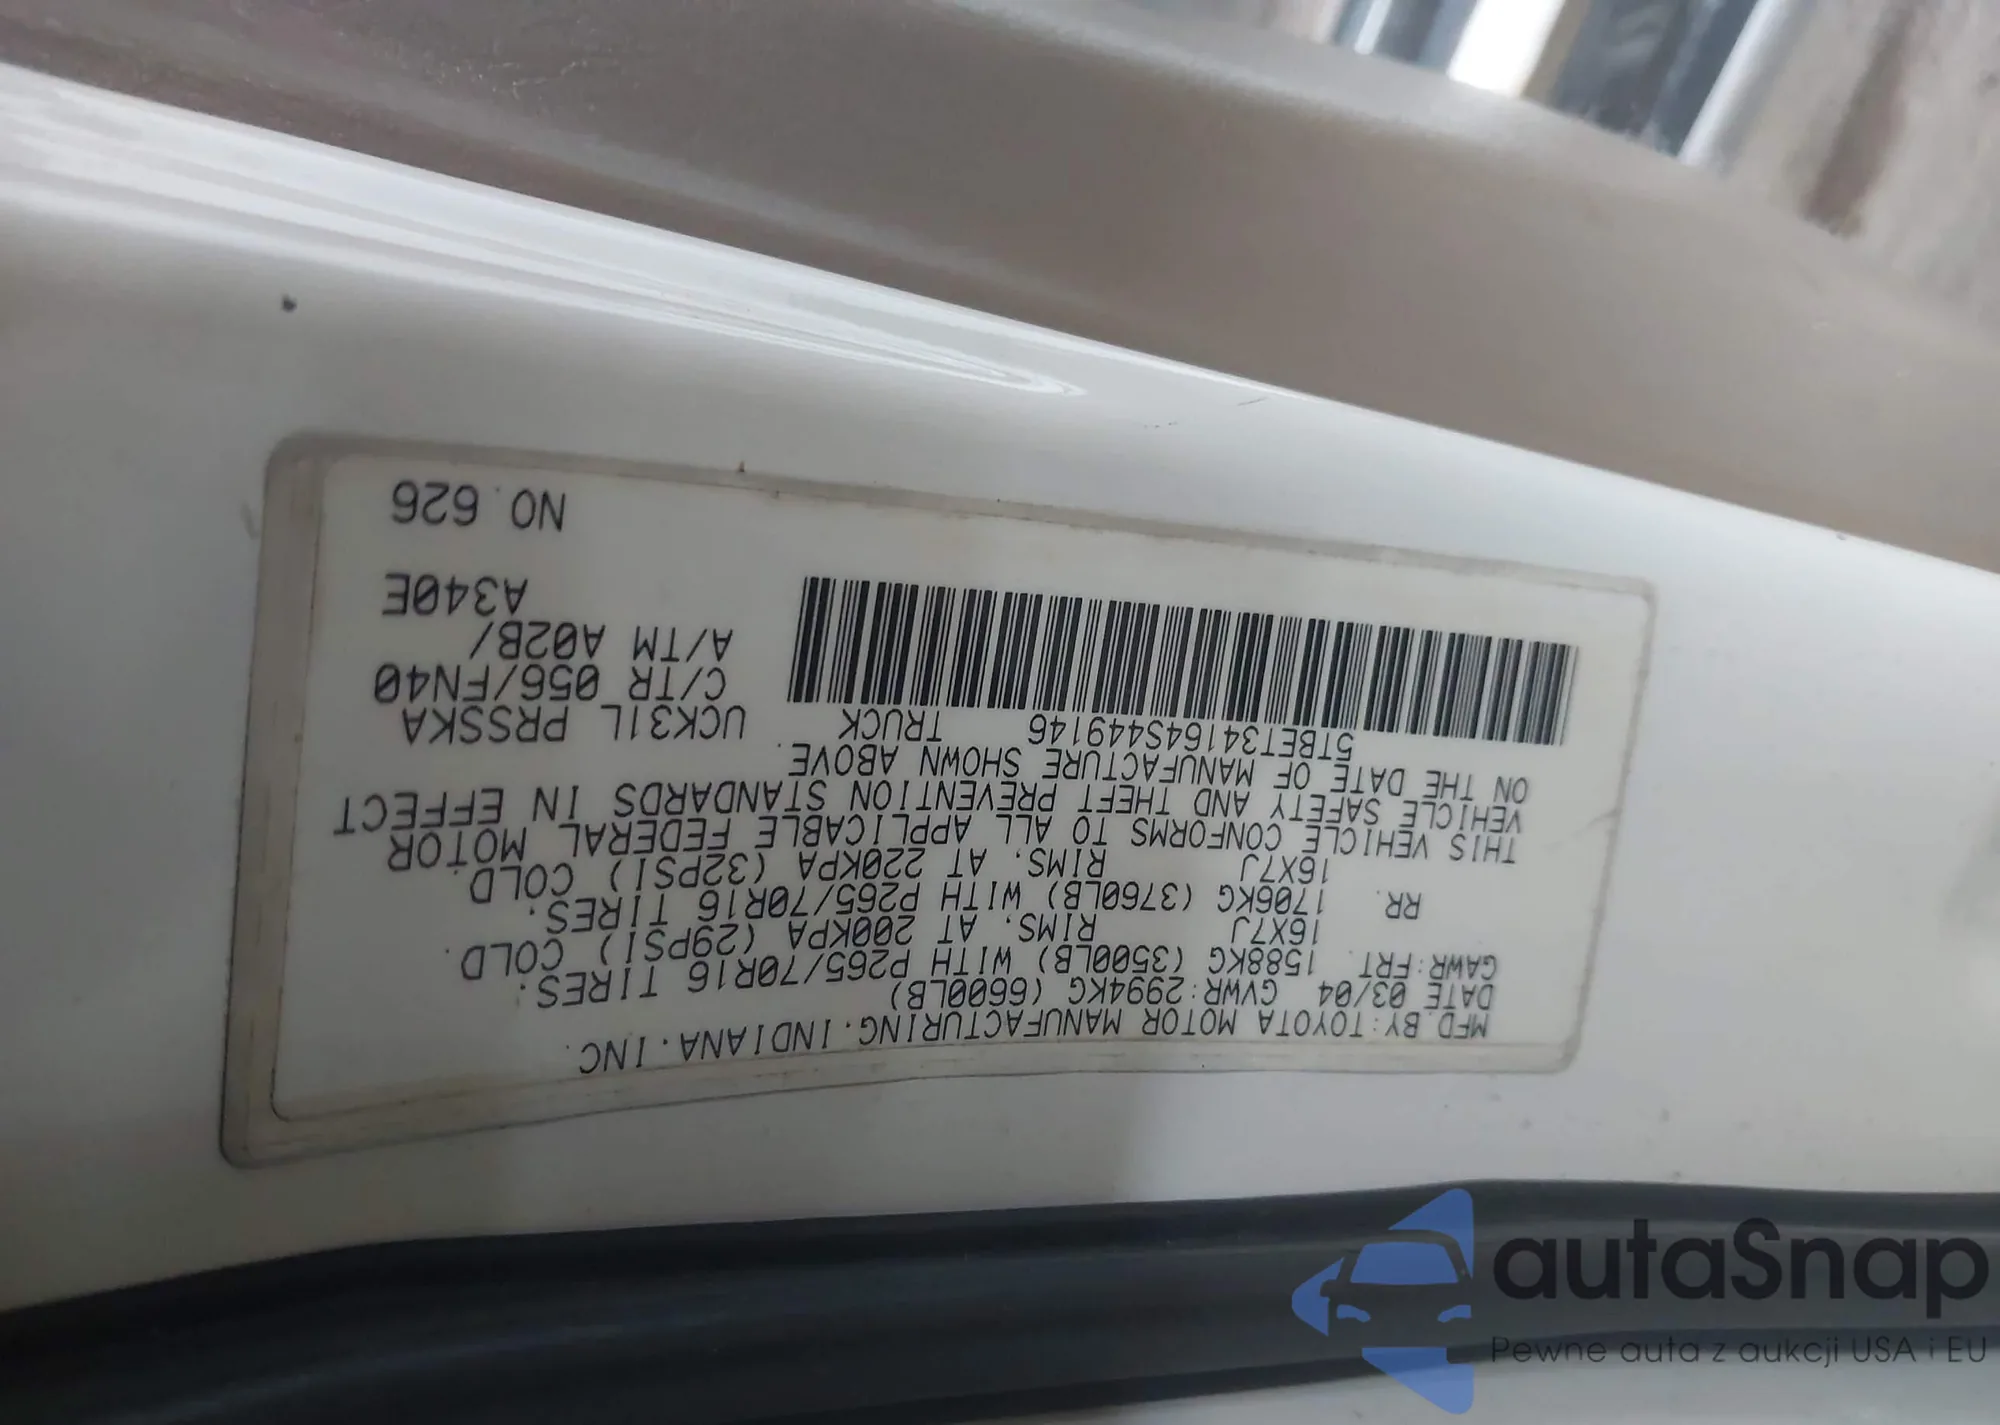 MFD.BY:TOYOTA MOTOR MANUFACTURING.INDIANA.INC.
DATE 03/04 GVWR:2994KG (6600LB)
GAWR:FRT. 1588KG (3500LB) WITH P265/70R16 TIRES:
16X7J RIMS. AT 200KPA (29PSI) COLD.
RR. 1706KG (3760LB) WITH P265/70R16 TIRES.
16X7J RIMS. AT 220KPA (32PSI) COLD
THIS VEHICLE CONFORMS TO ALL APPLICABLE FEDERAL MOTOR
VEHICLE SAFETY AND THEFT PREVENTION STANDARDS IN EFFECT
ON THE DATE OF MANUFACTURE SHOWN ABOVE.
5TBET34164S449146 TRUCK UCK31L PRSSKA
C/TR 056/FN40
A/TM A02B/
A340E
NO.626
autaSnap
Pewne auta z aukcji USA i EU